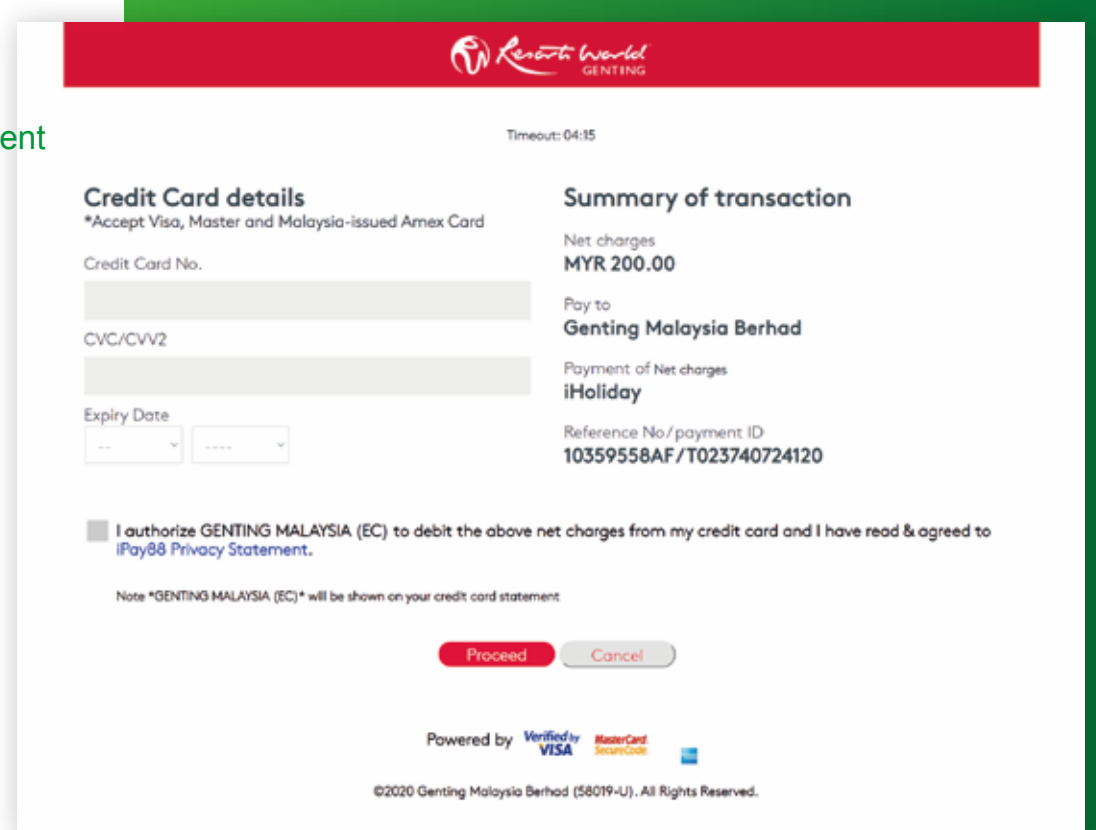 Resorts World
GENTING
ent
Timeout: 04:15
Credit Card details
*Accept Visa, Master and Malaysia-issued Amex Card
Credit Card No.
CVC/CVV2
Expiry Date
--
----
Summary of transaction
Net charges
MYR 200.00
Pay to
Genting Malaysia Berhad
Payment of Net charges
iHoliday
Reference No/payment ID
10359558AF/T023740724120
I authorize GENTING MALAYSIA (EC) to debit the above net charges from my credit card and I have read & agreed to
iPay88 Privacy Statement.
Note *GENTING MALAYSIA (EC)* will be shown on your credit card statement
Proceed
Cancel
Powered by
Verified by
VISA
MasterCard.
SecureCode.
©2020 Genting Malaysia Berhad (58019-U). All Rights Reserved.